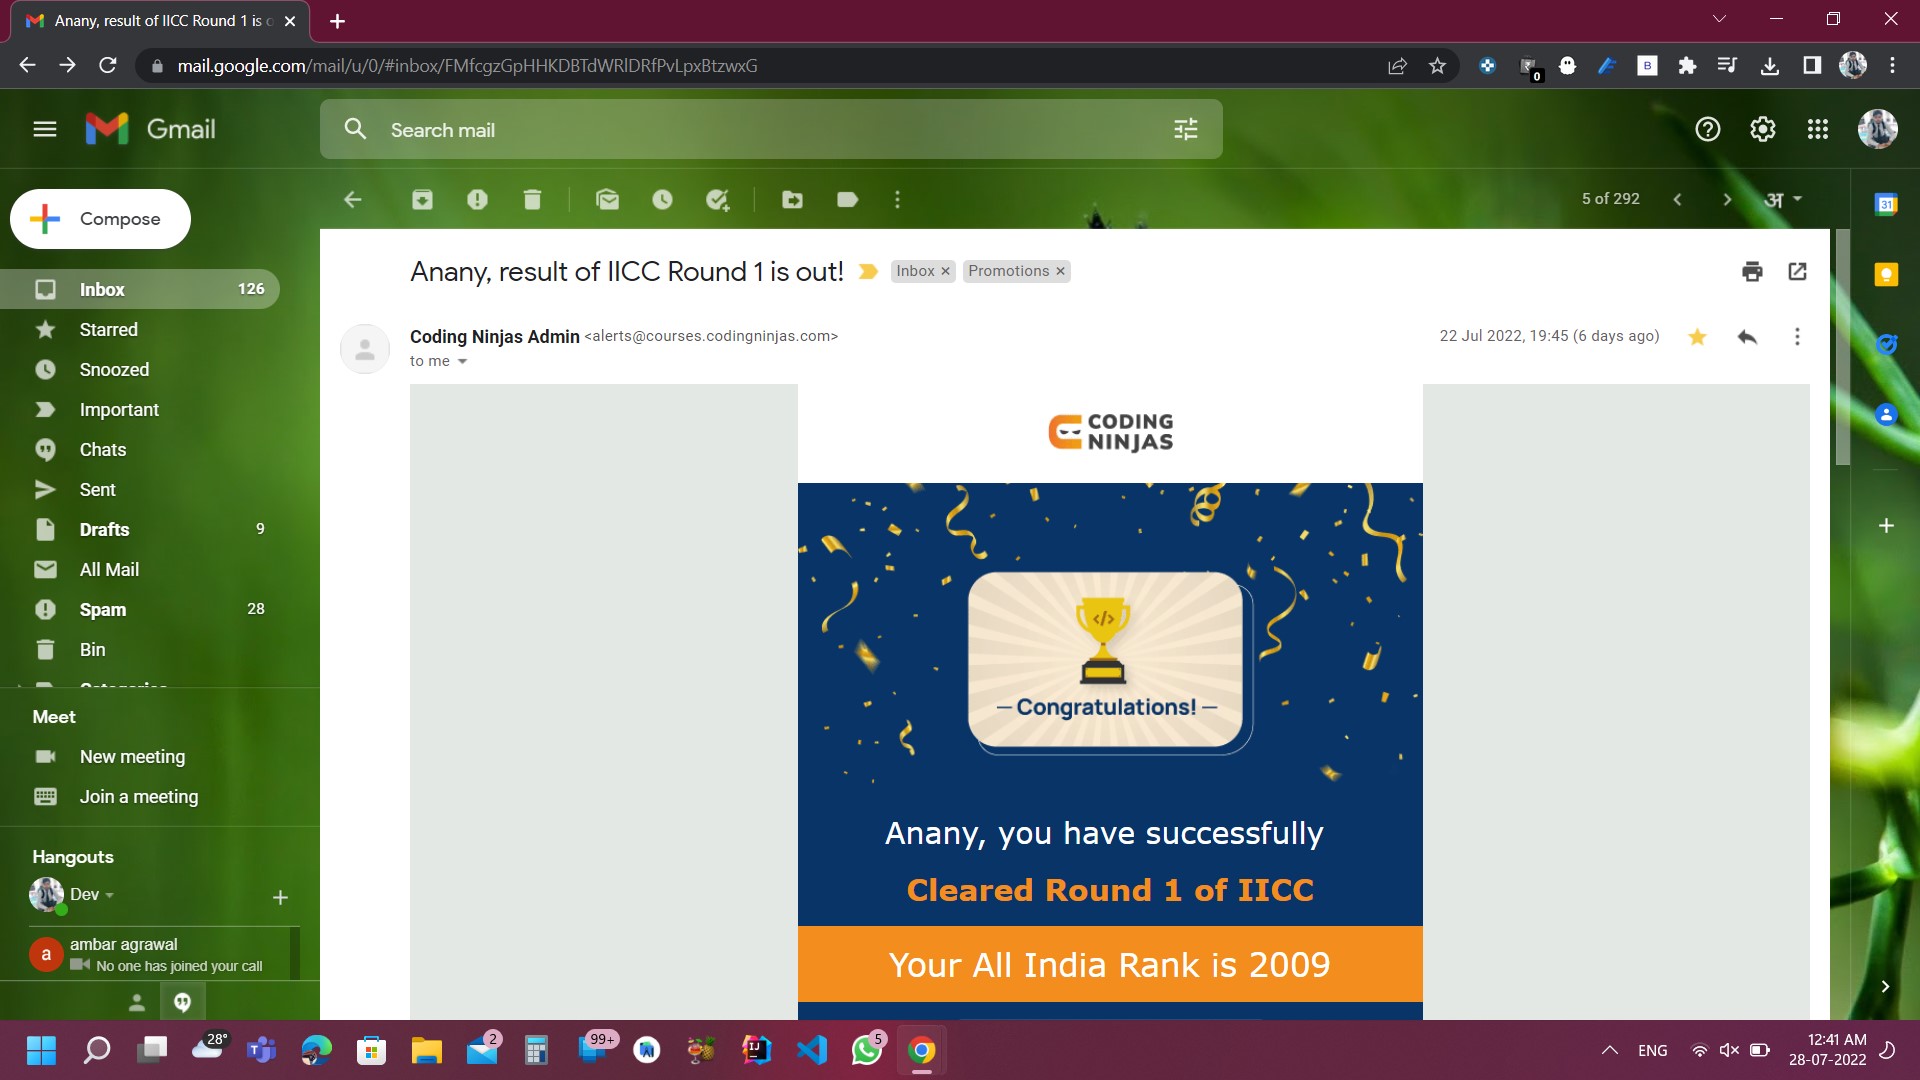 Anany, result of IICC Round 1 is o
mail.google.com/mail/u/0/#inbox/FMfcgzGpHHKDBTdWRlDRfPvLpxBtzwxG
B
0
Gmail
Search mail
Compose
5 of 292
अ
31
Anany, result of IICC Round 1 is out!
Inbox
Promotions
Inbox 126
Starred
Snoozed
Important
Chats
Sent
Drafts 9
All Mail
Spam 28
Bin
Categories
Meet
New meeting
Join a meeting
Hangouts
Dev
a
ambar agrawal
No one has joined your call
Coding Ninjas Admin <alerts@courses.codingninjas.com>
22 Jul 2022, 19:45 (6 days ago)
to me
CODING
NINJAS
</>
— Congratulations! —
Anany, you have successfully
Cleared Round 1 of IICC
Your All India Rank is 2009
28°
T
2
99+
IJ
5
ENG
12:41 AM
28-07-2022